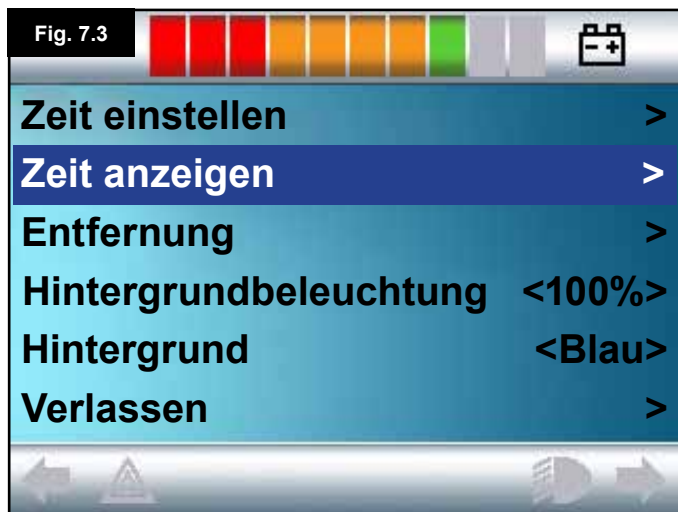 Fig. 7.3
Zeit einstellen >
Zeit anzeigen >
Entfernung >
Hintergrundbeleuchtung <100%>
Hintergrund <Blau>
Verlassen >